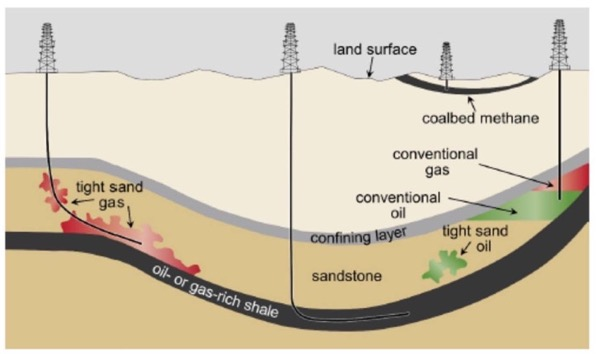 land surface
coalbed methane
conventional
gas
tight sand
gas
conventional
oil
confining layer
tight sand
oil
sandstone
oil- or gas-rich shale